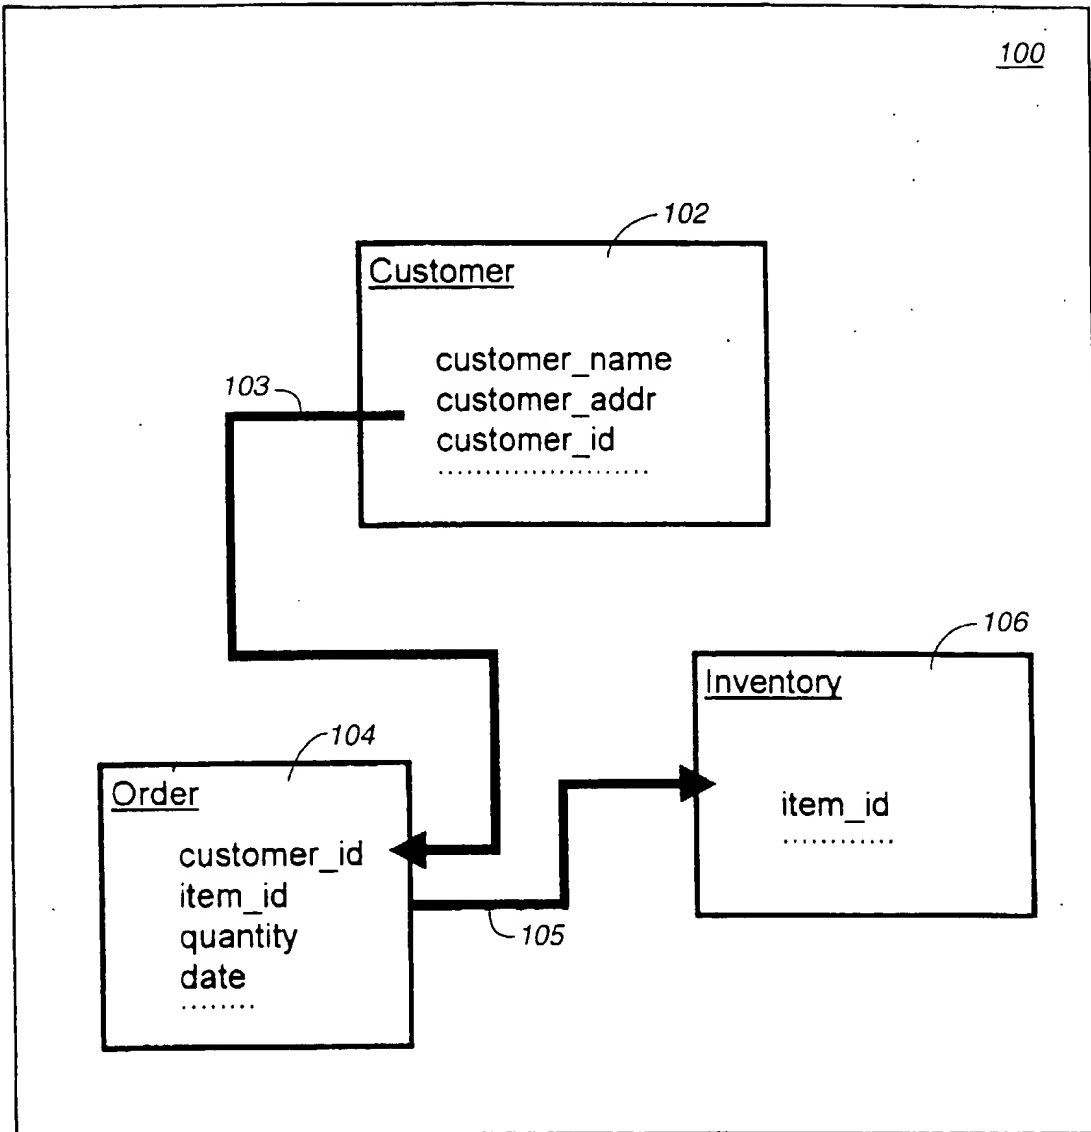 100
102
Customer
customer_name
customer_addr
customer_id
.....................
103
106
Inventory
item_id
............
104
Order
customer_id
item_id
quantity
date
........
105